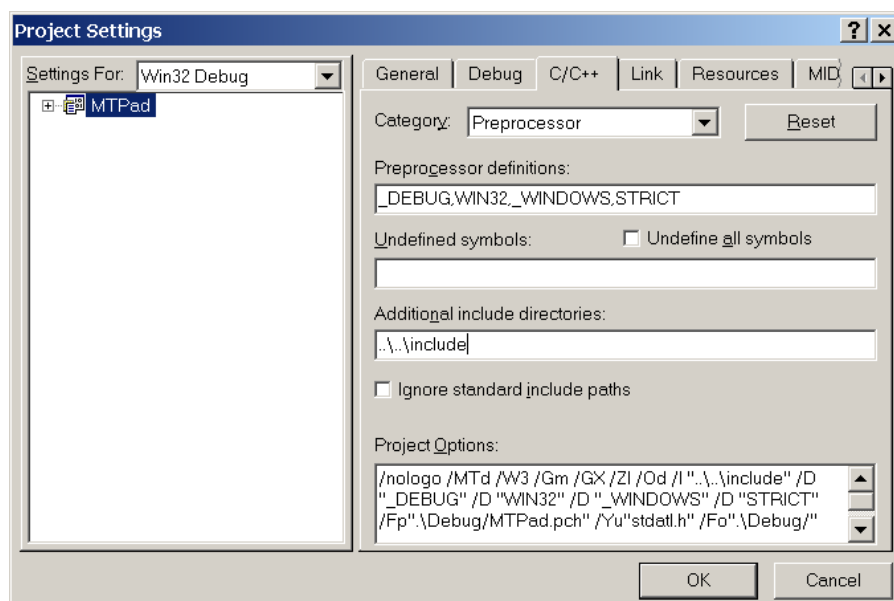 Project Settings
Settings For: Win32 Debug
MTPad
General Debug C/C++ Link Resources MID
Category: Preprocessor Reset
Preprocessor definitions:
_DEBUG,WIN32,_WINDOWS,STRICT
Undefined symbols: Undefine all symbols
Additional include directories:
..\..\include
Ignore standard include paths
Project Options:
/nologo /MTd /W3 /Gm /GX /ZI /Od /I "..\..\include" /D
"_DEBUG" /D "WIN32" /D "_WINDOWS" /D "STRICT"
/Fp".\Debug/MTPad.pch" /Yu"stdatl.h" /Fo".\Debug/"
OK Cancel